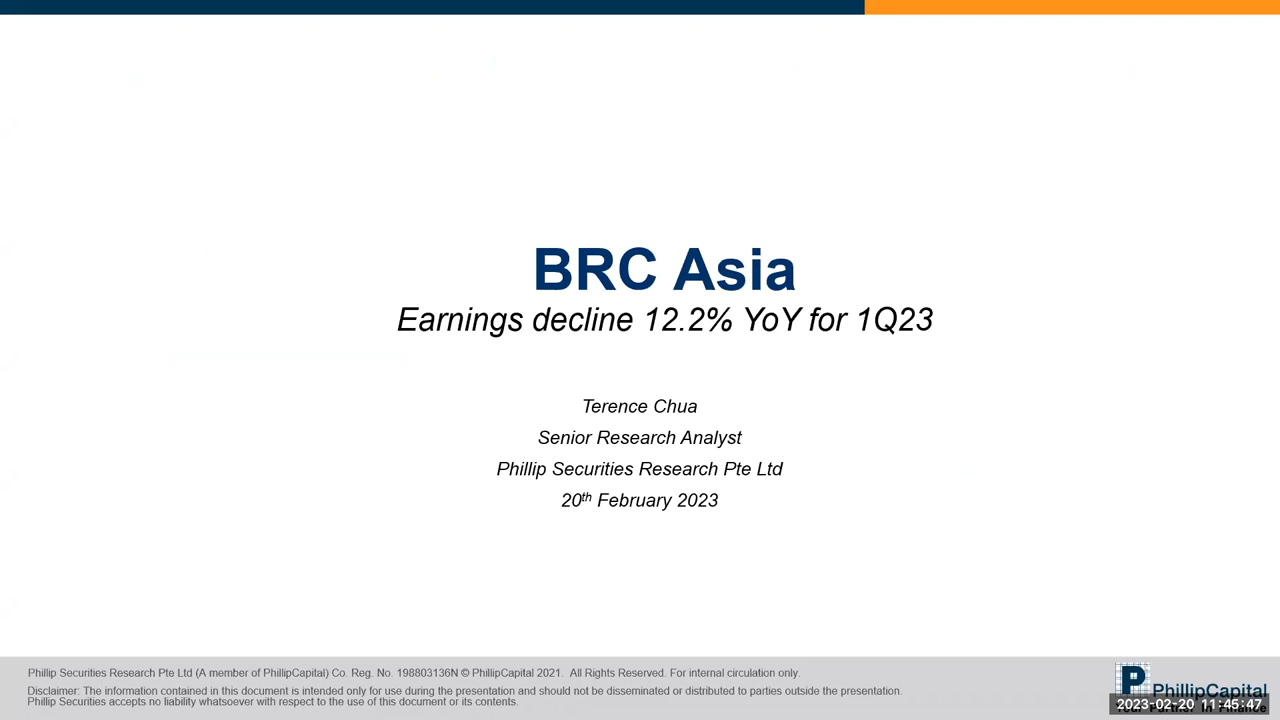 BRC Asia
Earnings decline 12.2% YoY for 1Q23
Terence Chua
Senior Research Analyst
Phillip Securities Research Pte Ltd
20th February 2023
Phillip Securities Research Pte Ltd (A member of PhillipCapital) Co. Reg. No. 198803136N © PhillipCapital 2021. All Rights Reserved. For internal circulation only.
Disclaimer: The information contained in this document is intended only for use during the presentation and should not be disseminated or distributed to parties outside the presentation.
Phillip Securities accepts no liability whatsoever with respect to the use of this document or its contents.
P
PhillipCapital
Your Partner In Finance
2023-02-20 11:45:47